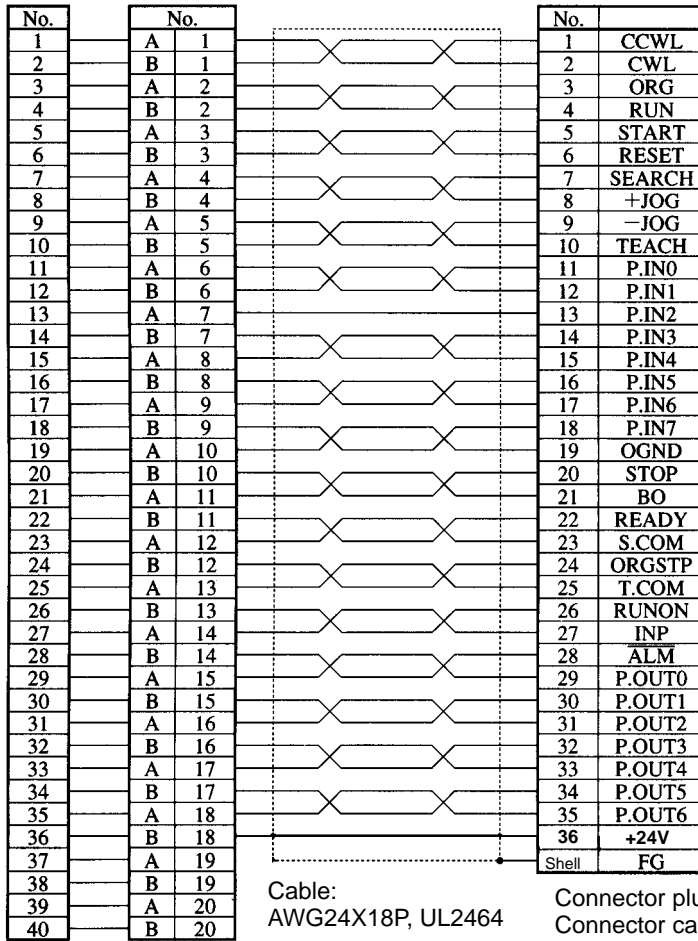 No. No. No.
1 A 1 1 CCWL
2 B 1 2 CWL
3 A 2 3 ORG
4 B 2 4 RUN
5 A 3 5 START
6 B 3 6 RESET
7 A 4 7 SEARCH
8 B 4 8 +JOG
9 A 5 9 −JOG
10 B 5 10 TEACH
11 A 6 11 P.IN0
12 B 6 12 P.IN1
13 A 7 13 P.IN2
14 B 7 14 P.IN3
15 A 8 15 P.IN4
16 B 8 16 P.IN5
17 A 9 17 P.IN6
18 B 9 18 P.IN7
19 A 10 19 OGND
20 B 10 20 STOP
21 A 11 21 BO
22 B 11 22 READY
23 A 12 23 S.COM
24 B 12 24 ORGSTP
25 A 13 25 T.COM
26 B 13 26 RUNON
27 A 14 27 INP
28 B 14 28 ALM
29 A 15 29 P.OUT0
30 B 15 30 P.OUT1
31 A 16 31 P.OUT2
32 B 16 32 P.OUT3
33 A 17 33 P.OUT4
34 B 17 34 P.OUT5
35 A 18 35 P.OUT6
36 B 18 36 +24V
37 A 19 Shell FG
38 B 19
39 A 20
40 B 20
Cable:
AWG24X18P, UL2464
Connector plu
Connector ca